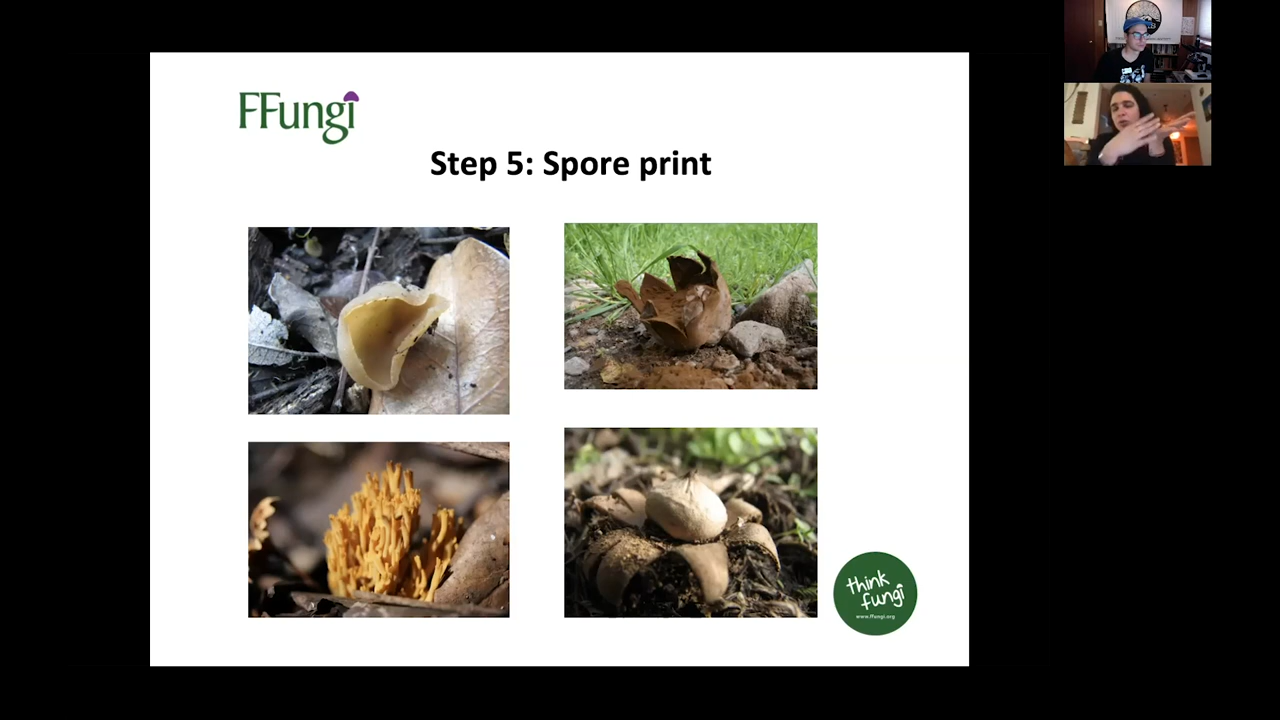 FFungi
Step 5: Spore print
think
fungi
www.ffungi.org